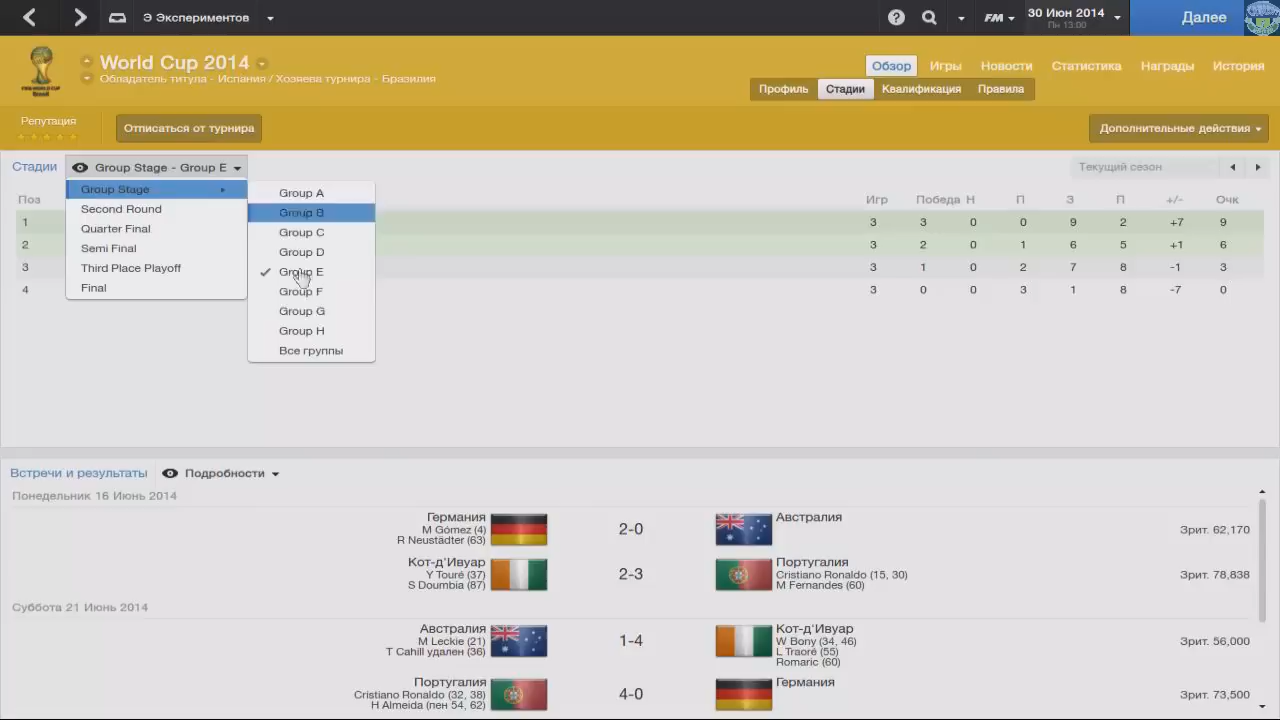 Э Экспериментов
FM
30 Июн 2014
Пн 13:00
Далее
World Cup 2014
Обладатель титула - Испания / Хозяева турнира - Бразилия
FIFA WORLD CUP
Brasil
Обзор
Игры
Новости
Статистика
Награды
История
Профиль
Стадии
Квалификация
Правила
Репутация
Отписаться от турнира
Дополнительные действия
Стадии
Group Stage - Group E
Текущий сезон
Group Stage
Second Round
Quarter Final
Semi Final
Third Place Playoff
Final
Group A
Group B
Group C
Group D
Group E
Group F
Group G
Group H
Все группы
Поз Игр Победа Н П З П +/- Очк
1 3 3 0 0 9 2 +7 9
2 3 2 0 1 6 5 +1 6
3 3 1 0 2 7 8 -1 3
4 3 0 0 3 1 8 -7 0
Встречи и результаты Подробности
Понедельник 16 Июнь 2014
Германия 2-0 Австралия
M Gómez (4)
R Neustädter (63)
Зрит. 62,170
Кот-д'Ивуар 2-3 Португалия
Y Touré (37) Cristiano Ronaldo (15, 30)
S Doumbia (87) M Fernandes (60)
Зрит. 78,838
Суббота 21 Июнь 2014
Австралия 1-4 Кот-д'Ивуар
M Leckie (21) W Bony (34, 46)
T Cahill удален (36) L Traoré (55)
Romaric (60)
Зрит. 56,000
Португалия 4-0 Германия
Cristiano Ronaldo (32, 38)
H Almeida (пен 54, 62)
Зрит. 73,500